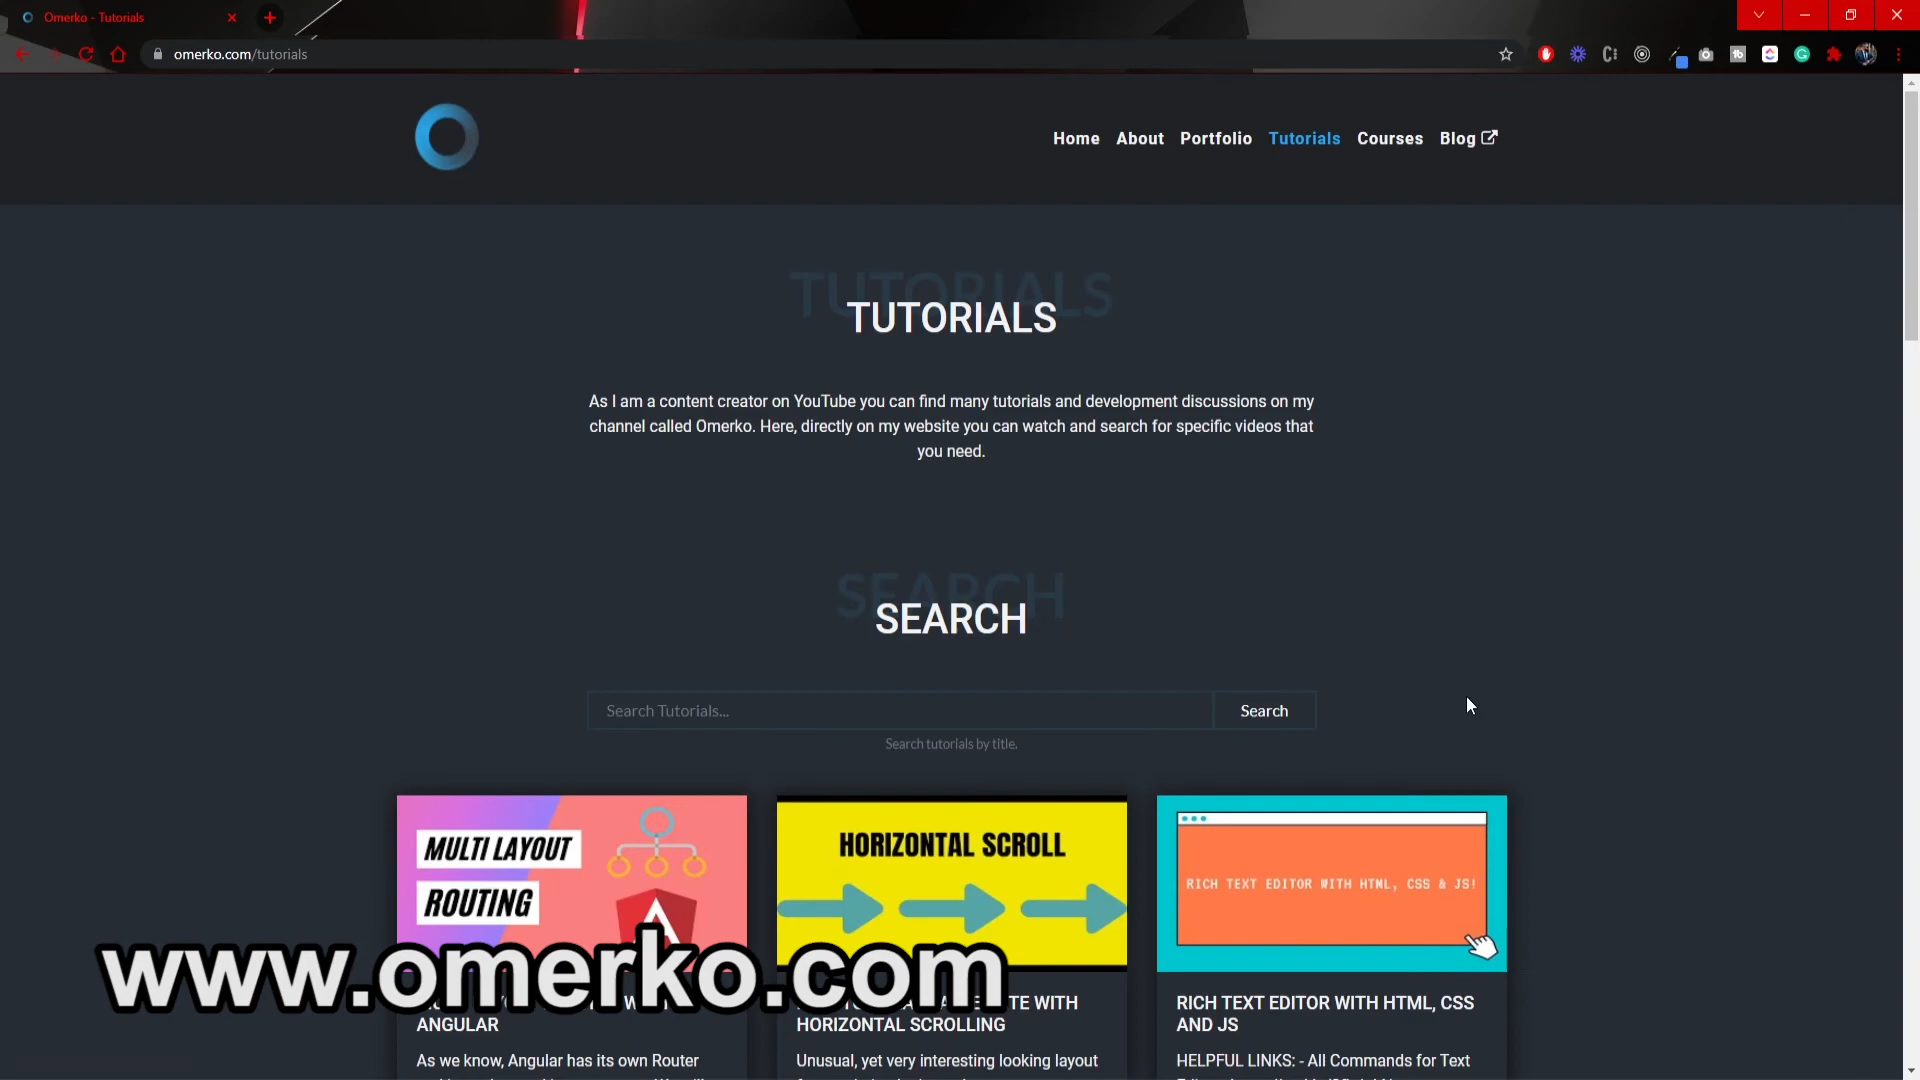 Omerko - Tutorials
omerko.com/tutorials
Home About Portfolio Tutorials Courses Blog
TUTORIALS
TUTORIALS
As I am a content creator on YouTube you can find many tutorials and development discussions on my
channel called Omerko. Here, directly on my website you can watch and search for specific videos that
you need.
SEARCH
SEARCH
Search Tutorials...
Search
Search tutorials by title.
MULTI LAYOUT
ROUTING
HORIZONTAL SCROLL
RICH TEXT EDITOR WITH HTML, CSS & JS!
www.omerko.com
ANGULAR
As we know, Angular has its own Router
WITH
HORIZONTAL SCROLLING
Unusual, yet very interesting looking layout
RICH TEXT EDITOR WITH HTML, CSS
AND JS
HELPFUL LINKS: - All Commands for Text